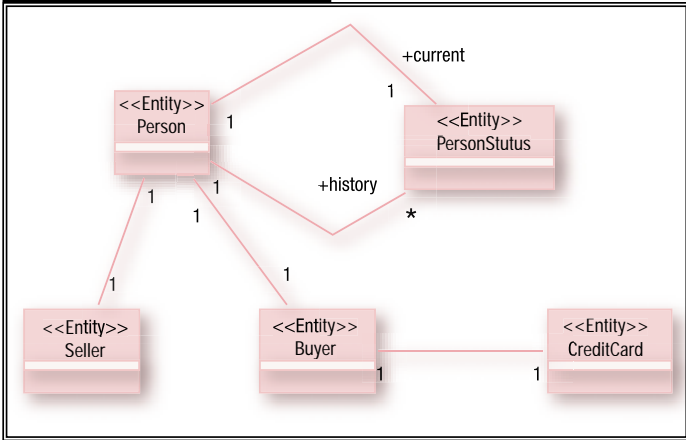 +current
1
<<Entity>>
Person
1
<<Entity>>
PersonStutus
+history
1
*
1
1
1
1
<<Entity>>
Seller
<<Entity>>
Buyer
<<Entity>>
CreditCard
1
1